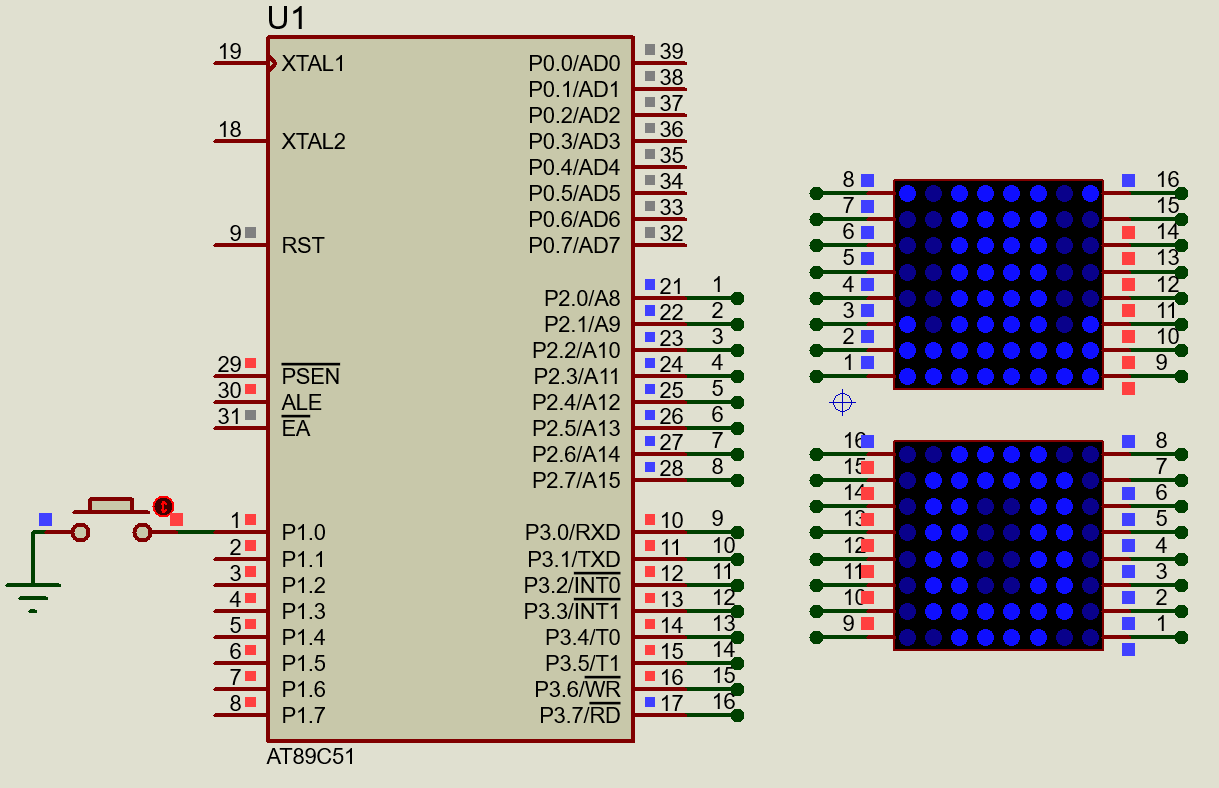 U1
19 XTAL1 P0.0/AD0 39
P0.1/AD1 38
P0.2/AD2 37
18 XTAL2 P0.3/AD3 36
P0.4/AD4 35
P0.5/AD5 34
P0.6/AD6 33
9 RST P0.7/AD7 32
P2.0/A8 21 1
P2.1/A9 22 2
P2.2/A10 23 3
29 PSEN P2.3/A11 24 4
30 ALE P2.4/A12 25 5
31 EA P2.5/A13 26 6
P2.6/A14 27 7
P2.7/A15 28 8
1 P1.0 P3.0/RXD 10 9
2 P1.1 P3.1/TXD 11 10
3 P1.2 P3.2/INT0 12 11
4 P1.3 P3.3/INT1 13 12
5 P1.4 P3.4/T0 14 13
6 P1.5 P3.5/T1 15 14
7 P1.6 P3.6/WR 16 15
8 P1.7 P3.7/RD 17 16
AT89C51
8 16
7 15
6 14
5 13
4 12
3 11
2 10
1 9
16 8
15 7
14 6
13 5
12 4
11 3
10 2
9 1